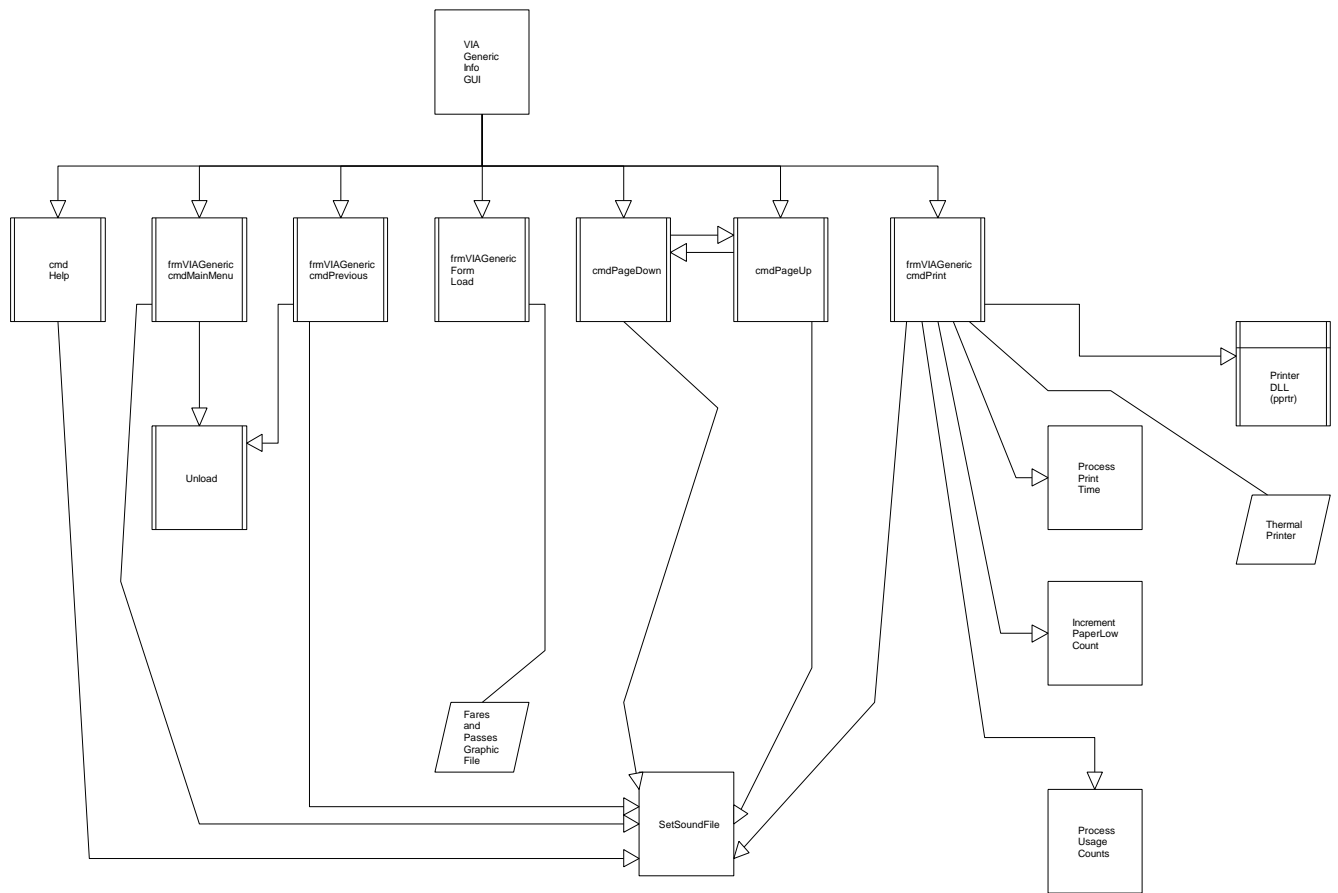 VIA
Generic
Info
GUI
cmd
Help
frmVIAGeneric
cmdMainMenu
frmVIAGeneric
cmdPrevious
frmVIAGeneric
Form
Load
cmdPageDown
cmdPageUp
frmVIAGeneric
cmdPrint
Printer
DLL
(pprtr)
Unload
Process
Print
Time
Thermal
Printer
Increment
PaperLow
Count
Fares
and
Passes
Graphic
File
SetSoundFile
Process
Usage
Counts